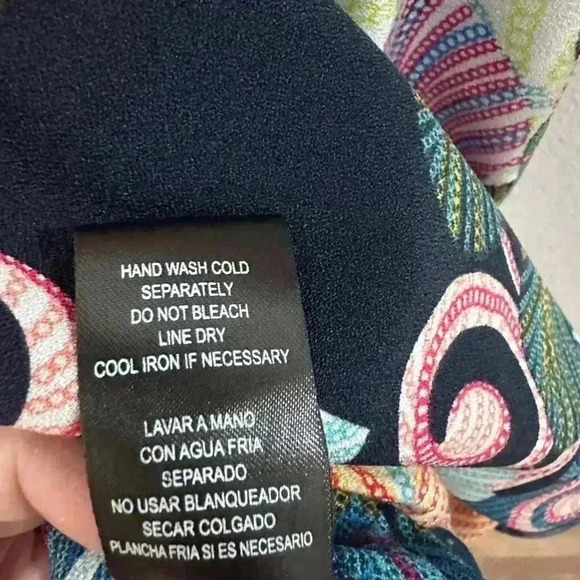 HAND WASH COLD
SEPARATELY
DO NOT BLEACH
LINE DRY
COOL IRON IF NECESSARY
LAVAR A MANO
CON AGUA FRIA
SEPARADO
NO USAR BLANQUEADOR
SECAR COLGADO
PLANCHA FRIA SI ES NECESARIO